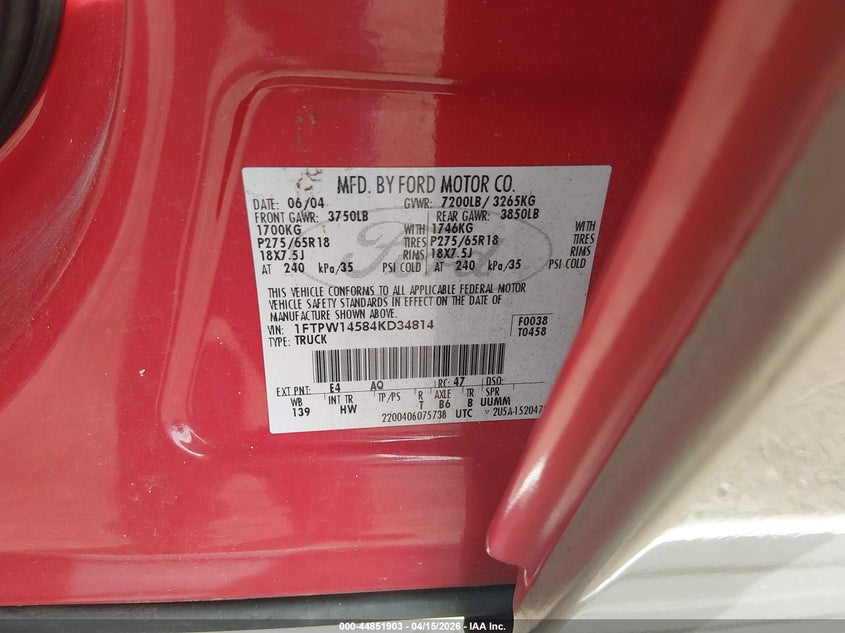 MFD. BY FORD MOTOR CO.
DATE: 06/04 GVWR: 7200LB/ 3265KG
FRONT GAWR: 3750LB REAR GAWR: 3850LB
1700KG WITH 1746KG WITH
P275/65R18 TIRES P275/65R18 TIRES
18X7.5J RIMS 18X7.5J RIMS
AT 240 kPa/35 PSI COLD AT 240 kPa/35 PSI COLD
Ford
THIS VEHICLE CONFORMS TO ALL APPLICABLE FEDERAL MOTOR
VEHICLE SAFETY STANDARDS IN EFFECT ON THE DATE OF
MANUFACTURE SHOWN ABOVE.
VIN: 1FTPW14584KD34814 F0038
TYPE: TRUCK T0458
EXT PNT: E4 AQ RC: 47 DSO:
WB INT TR TP/PS R AXLE TR SPR
139 HW T B6 B UUMM
2200406075738 UTC 2U5A-152047
000-44851903 - 04/15/2026 - IAA Inc.